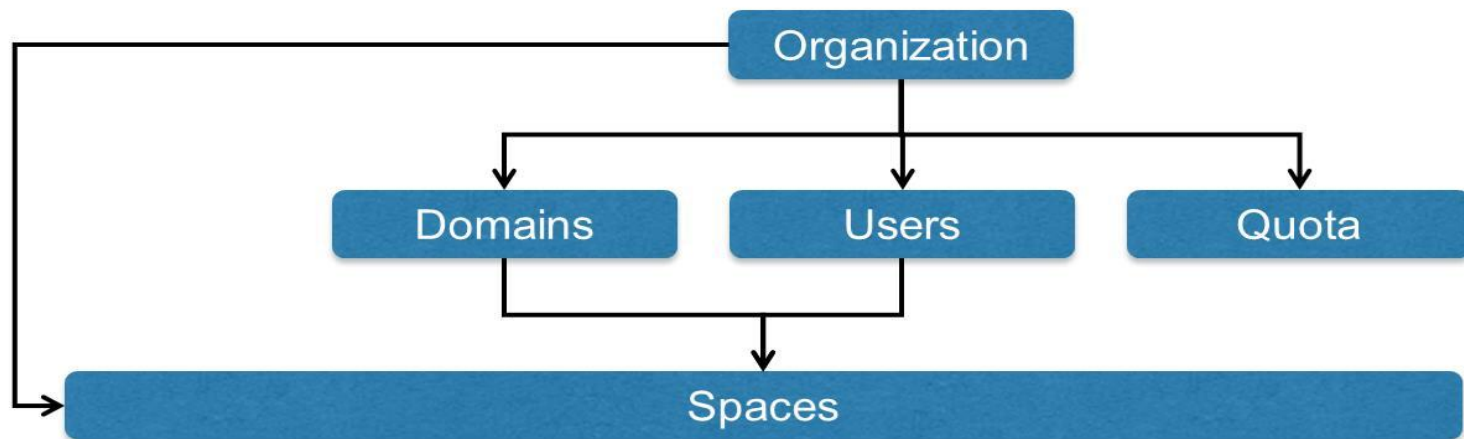 Organization
Domains
Users
Quota
Spaces